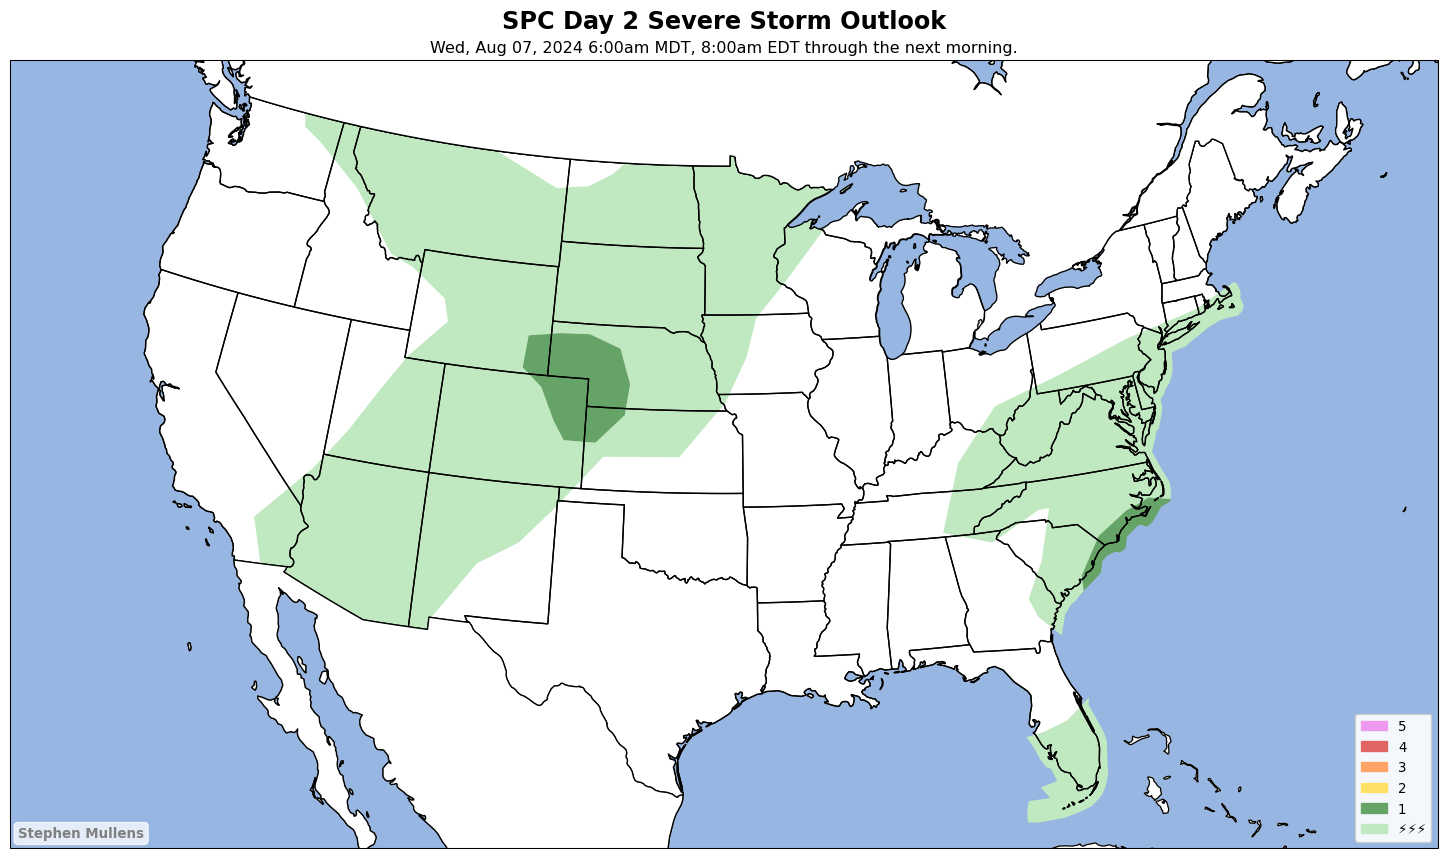 SPC Day 2 Severe Storm Outlook
Wed, Aug 07, 2024 6:00am MDT, 8:00am EDT through the next morning.
5
4
3
2
1
⚡⚡⚡
Stephen Mullens